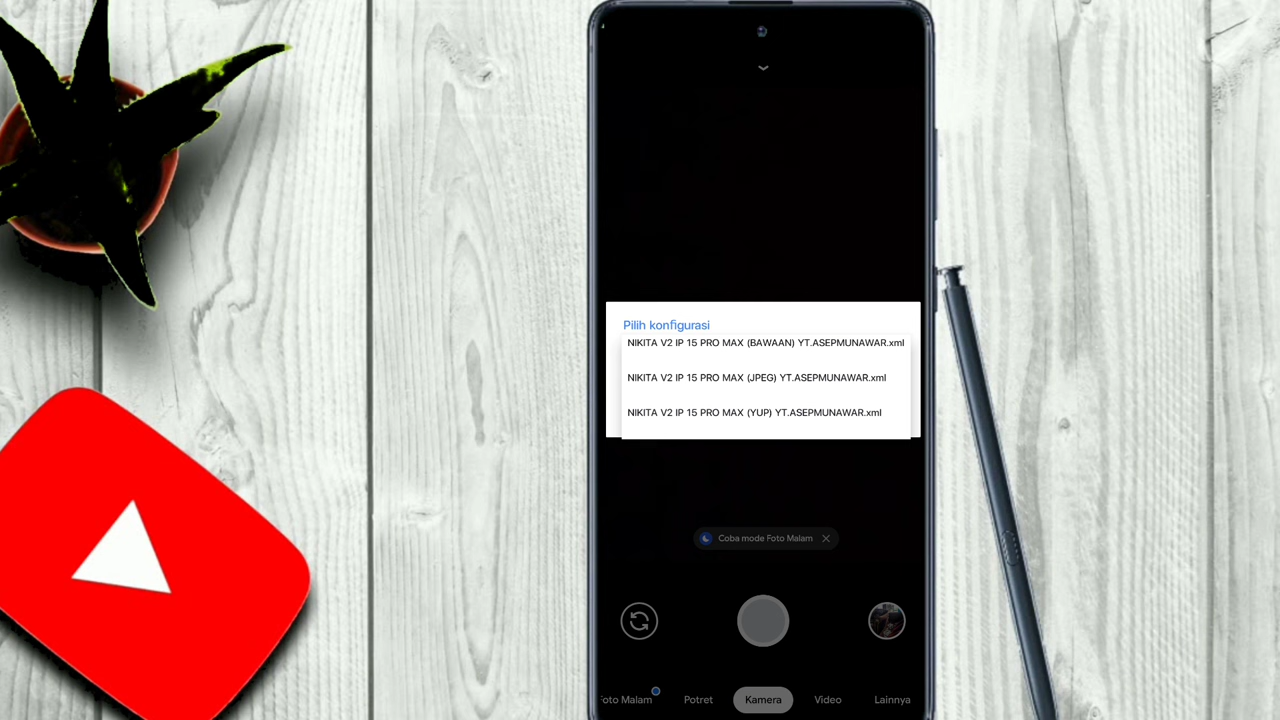 Pilih konfigurasi
NIKITA V2 IP 15 PRO MAX (BAWAAN) YT.ASEPMUNAWAR.xml
NIKITA V2 IP 15 PRO MAX (JPEG) YT.ASEPMUNAWAR.xml
NIKITA V2 IP 15 PRO MAX (YUP) YT.ASEPMUNAWAR.xml
Coba mode Foto Malam
oto Malam Potret Kamera Video Lainnya